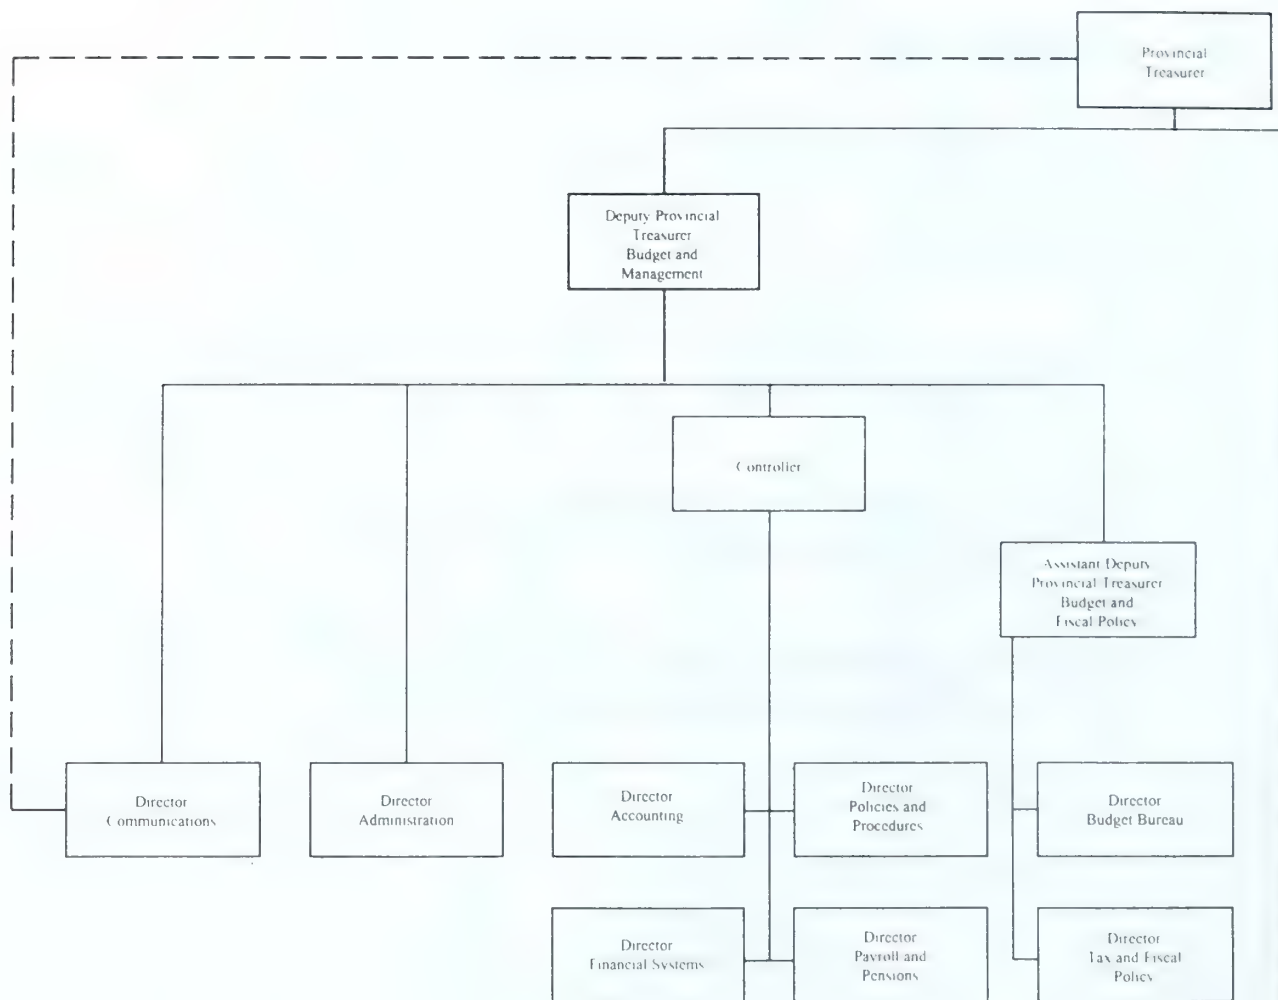 Provincial
Treasurer
Deputy Provincial
Treasurer
Budget and
Management
Controller
Assistant Deputy
Provincial Treasurer
Budget and
Fiscal Policy
Director
Communications
Director
Administration
Director
Accounting
Director
Policies and
Procedures
Director
Budget Bureau
Director
Financial Systems
Director
Payroll and
Pensions
Director
Tax and Fiscal
Policy